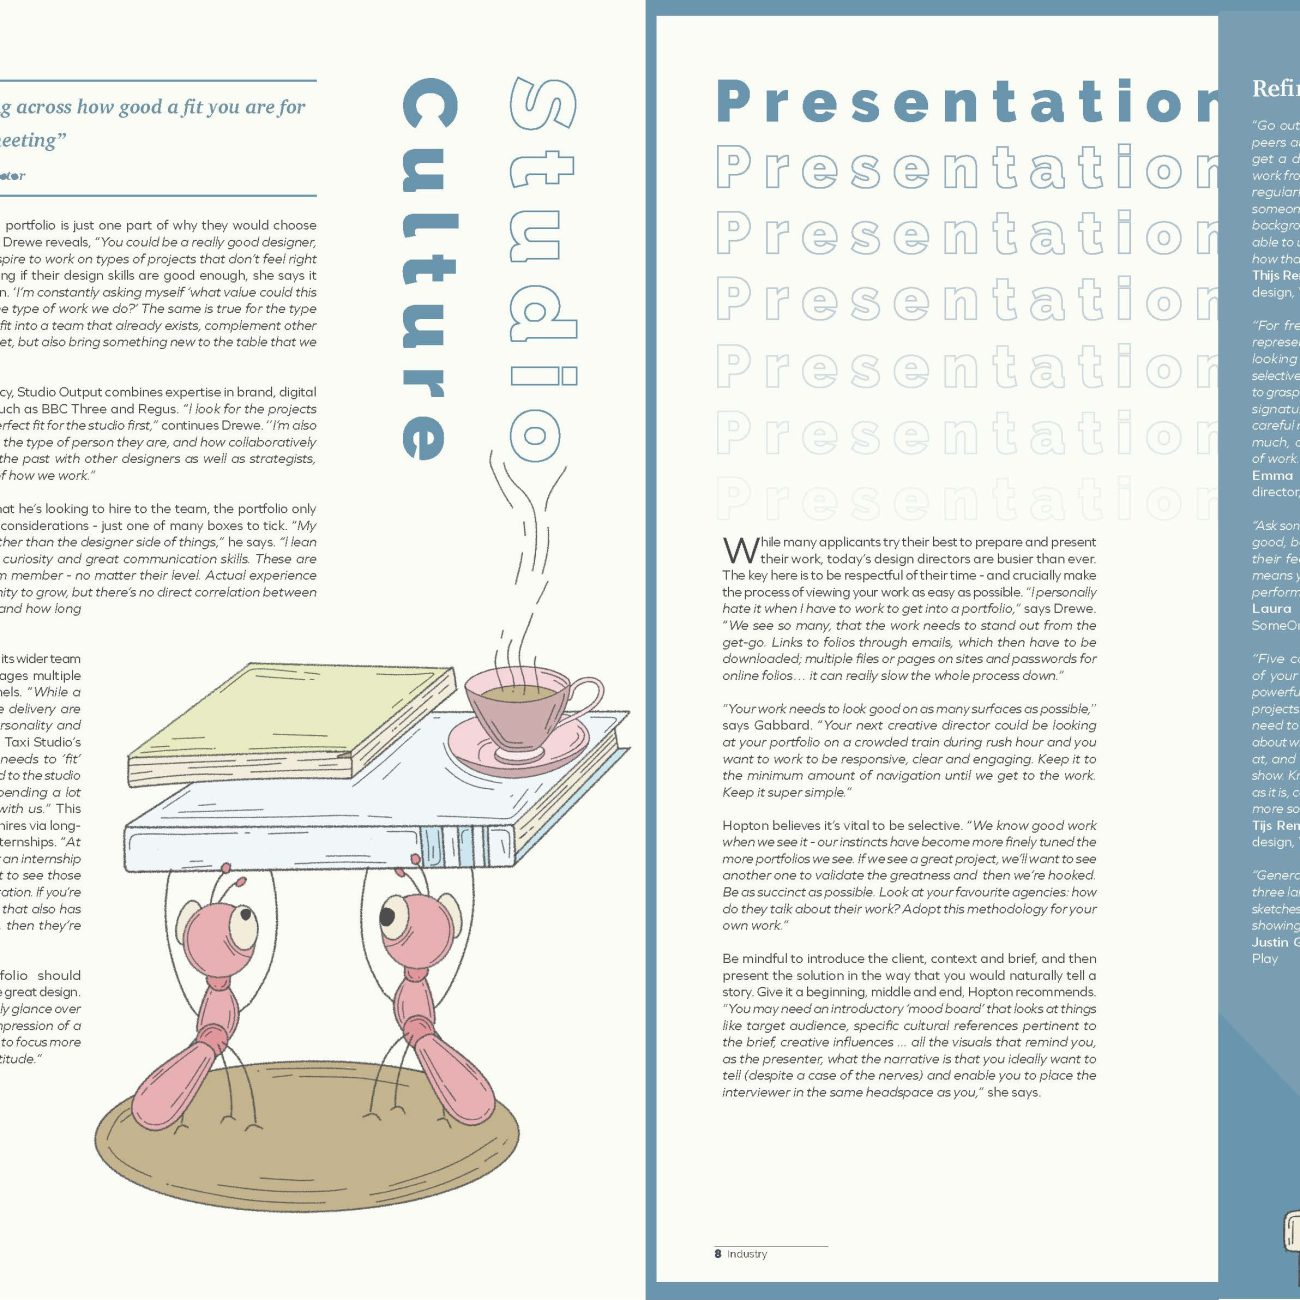 g across how good a fit you are for
eeting”
portfolio is just one part of why they would choose
Drewe reveals, “You could be a really good designer,
spire to work on types of projects that don’t feel right
ng if their design skills are good enough, she says it
n. ‘I’m constantly asking myself ‘what value could this
e type of work we do?’ The same is true for the type
fit into a team that already exists, complement other
et, but also bring something new to the table that we
cy, Studio Output combines expertise in brand, digital
uch as BBC Three and Regus. “I look for the projects
rfect fit for the studio first,” continues Drewe. ‘’I’m also
the type of person they are, and how collaboratively
the past with other designers as well as strategists,
of how we work.”
at he’s looking to hire to the team, the portfolio only
considerations - just one of many boxes to tick. “My
ther than the designer side of things,” he says. “I lean
curiosity and great communication skills. These are
m member - no matter their level. Actual experience
nity to grow, but there’s no direct correlation between
and how long
its wider team
ages multiple
nels. “While a
e delivery are
rsonality and
Taxi Studio’s
needs to ‘fit’
d to the studio
pending a lot
with us.” This
hires via long-
ternships. “At
r an internship
t to see those
ration. If you’re
that also has
, then they’re
folio should
e great design.
ly glance over
mpression of a
to focus more
titude.”
Studio
Culture
Presentation
Presentation
Presentation
Presentation
Presentation
Presentation
Presentation
While many applicants try their best to prepare and present
their work, today’s design directors are busier than ever.
The key here is to be respectful of their time - and crucially make
the process of viewing your work as easy as possible. “I personally
hate it when I have to work to get into a portfolio,” says Drewe.
“We see so many, that the work needs to stand out from the
get-go. Links to folios through emails, which then have to be
downloaded; multiple files or pages on sites and passwords for
online folios... it can really slow the whole process down.”
“Your work needs to look good on as many surfaces as possible,”
says Gabbard. “Your next creative director could be looking
at your portfolio on a crowded train during rush hour and you
want to work to be responsive, clear and engaging. Keep it to
the minimum amount of navigation until we get to the work.
Keep it super simple.”
Hopton believes it’s vital to be selective. “We know good work
when we see it - our instincts have become more finely tuned the
more portfolios we see. If we see a great project, we’ll want to see
another one to validate the greatness and then we’re hooked.
Be as succinct as possible. Look at your favourite agencies: how
do they talk about their work? Adopt this methodology for your
own work.”
Be mindful to introduce the client, context and brief, and then
present the solution in the way that you would naturally tell a
story. Give it a beginning, middle and end, Hopton recommends.
“You may need an introductory ‘mood board’ that looks at things
like target audience, specific cultural references pertinent to
the brief, creative influences ... all the visuals that remind you,
as the presenter, what the narrative is that you ideally want to
tell (despite a case of the nerves) and enable you to place the
interviewer in the same headspace as you,” she says.
8 Industry
Refi
“Go out
peers a
get a d
work fro
regular
someon
backgro
able to u
how tha
Thijs Re
design,
“For fre
represe
looking
selective
to grasp
signatu
careful r
much, c
of work.
Emma
director,
“Ask son
good, b
their fe
means y
perform
Laura
SomeOn
“Five co
of your
powerfu
projects
need to
about w
at, and
show. Kr
as it is, c
more so
Tijs Rem
design,
“Genera
three la
sketches
showing
Justin G
Play